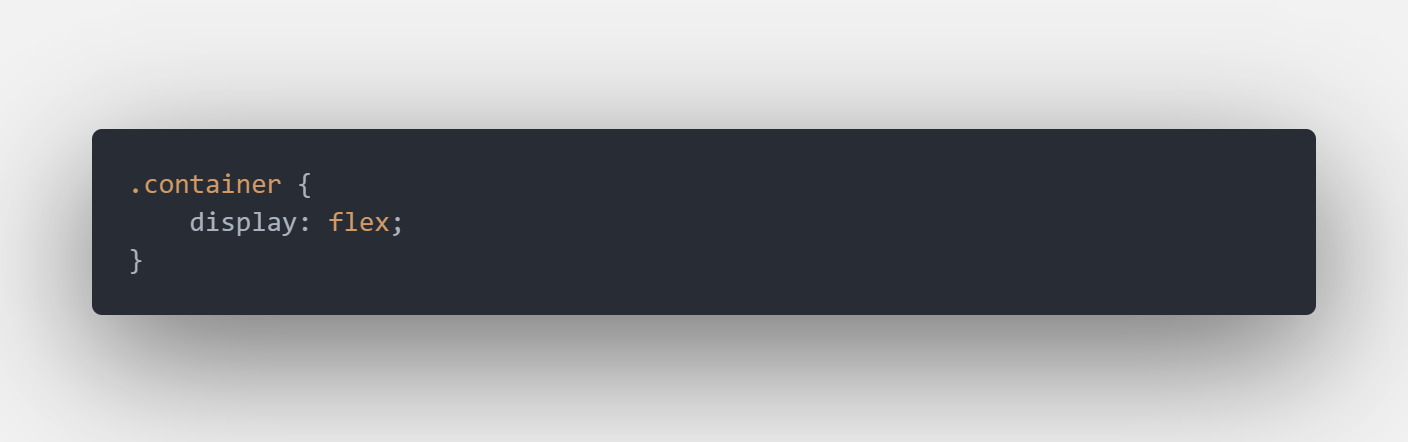 .container {
    display: flex;
}